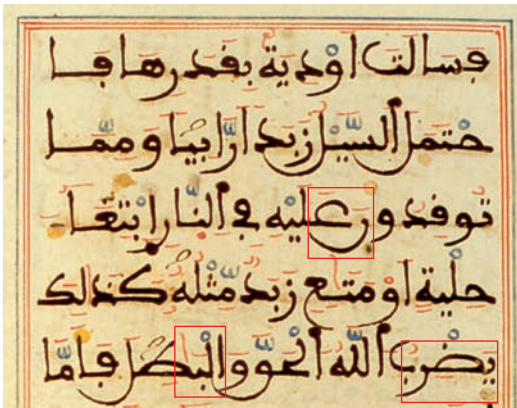 فسالت اودية بقدرها فا
حتمل السيل زبدا رابيا ومما
توقدون عليه في النار ابتغاء
حلية او متع زبد مثله كذلك
يضرب الله الحق والبطل فاما